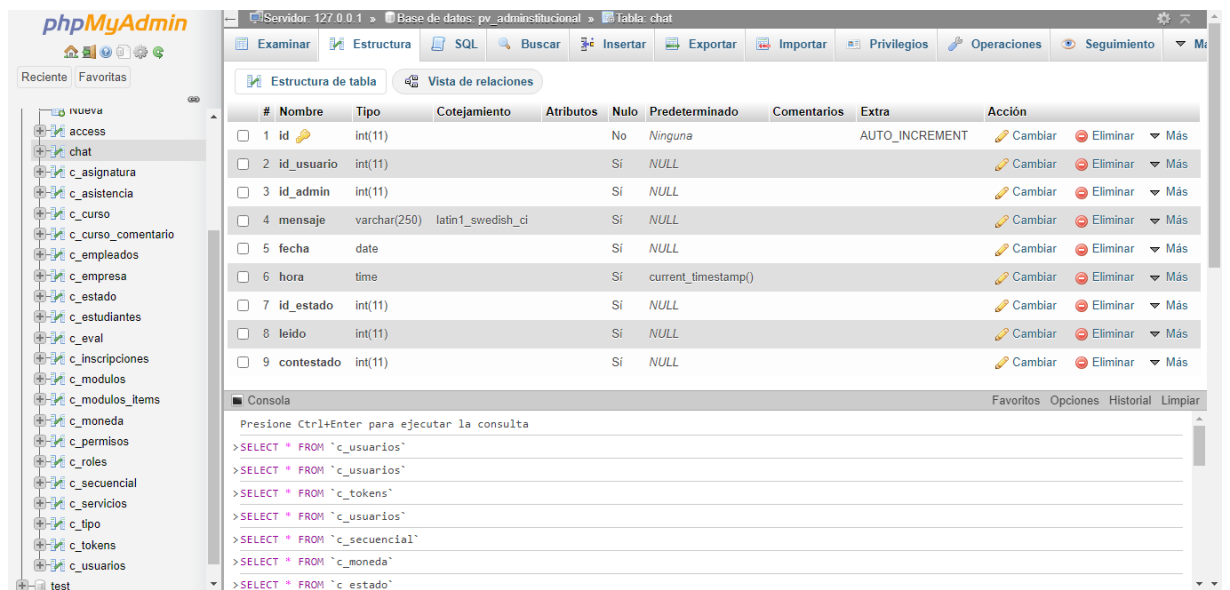 phpMyAdmin
Reciente Favoritas
Nueva
access
chat
c_asignatura
c_asistencia
c_curso
c_curso_comentario
c_empleados
c_empresa
c_estado
c_estudiantes
c_eval
c_inscripciones
c_modulos
c_modulos_items
c_moneda
c_permisos
c_roles
c_secuencial
c_servicios
c_tipo
c_tokens
c_usuarios
test
Servidor: 127.0.0.1 » Base de datos: pv_adminstitucional » Tabla: chat
Examinar Estructura SQL Buscar Insertar Exportar Importar Privilegios Operaciones Seguimiento
Estructura de tabla Vista de relaciones
# Nombre Tipo Cotejamiento Atributos Nulo Predeterminado Comentarios Extra Acción
1 id int(11) No Ninguna AUTO_INCREMENT Cambiar Eliminar Más
2 id_usuario int(11) Sí NULL Cambiar Eliminar Más
3 id_admin int(11) Sí NULL Cambiar Eliminar Más
4 mensaje varchar(250) latin1_swedish_ci Sí NULL Cambiar Eliminar Más
5 fecha date Sí NULL Cambiar Eliminar Más
6 hora time Sí current_timestamp() Cambiar Eliminar Más
7 id_estado int(11) Sí NULL Cambiar Eliminar Más
8 leido int(11) Sí NULL Cambiar Eliminar Más
9 contestado int(11) Sí NULL Cambiar Eliminar Más
Consola Favoritos Opciones Historial Limpiar
Presione Ctrl+Enter para ejecutar la consulta
>SELECT * FROM `c_usuarios`
>SELECT * FROM `c_usuarios`
>SELECT * FROM `c_tokens`
>SELECT * FROM `c_usuarios`
>SELECT * FROM `c_secuencial`
>SELECT * FROM `c_moneda`
>SELECT * FROM `c_estado`